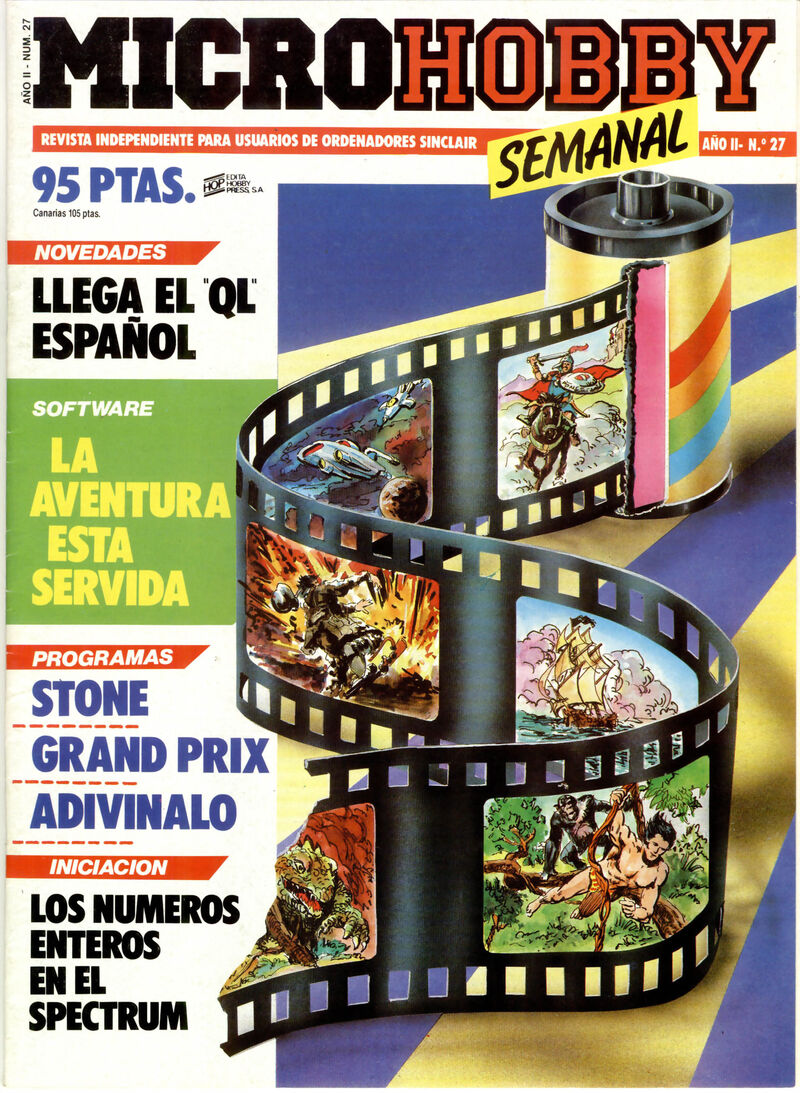 AÑO II - NUM. 27
MICROHOBBY
REVISTA INDEPENDIENTE PARA USUARIOS DE ORDENADORES SINCLAIR
SEMANAL
AÑO II- N.º 27
95 PTAS.
Canarias 105 ptas.
HOP
EDITA
HOBBY
PRESS, S.A
NOVEDADES
LLEGA EL "QL"
ESPAÑOL
SOFTWARE
LA
AVENTURA
ESTA
SERVIDA
PROGRAMAS
STONE
GRAND PRIX
ADIVINALO
INICIACION
LOS NUMEROS
ENTEROS
EN EL
SPECTRUM